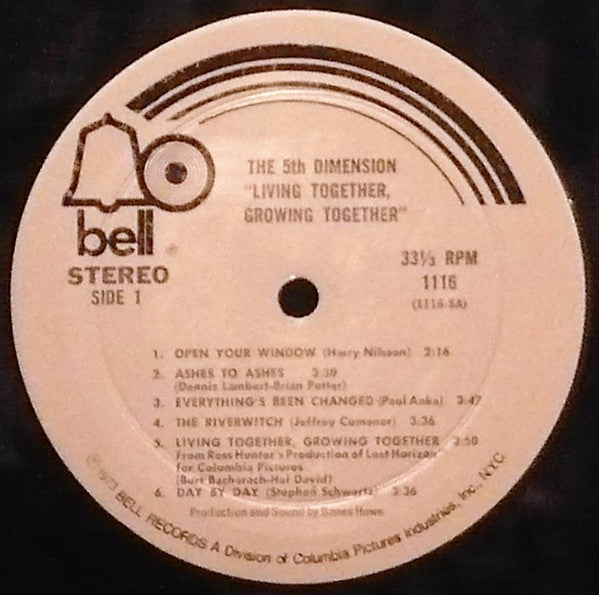 THE 5th DIMENSION
"LIVING TOGETHER,
GROWING TOGETHER"
bell
STEREO
SIDE 1
33⅓ RPM
1116
(1116-SA)
1. OPEN YOUR WINDOW (Harry Nilsson) 2:16
2. ASHES TO ASHES 3:39
(Dennis Lambert-Brian Potter)
3. EVERYTHING'S BEEN CHANGED (Paul Anka) 3:47
4. THE RIVERWITCH (Jeffrey Comanor) 3:36
5. LIVING TOGETHER, GROWING TOGETHER 3:50
From Ross Hunter's Production of Lost Horizon
for Columbia Pictures
(Burt Bacharach-Hal David)
6. DAY BY DAY (Stephen Schwartz) 3:36
Production and Sound by Bones Howe
Ⓟ 1973 BELL RECORDS A Division of Columbia Pictures Industries, Inc., N.Y.C.